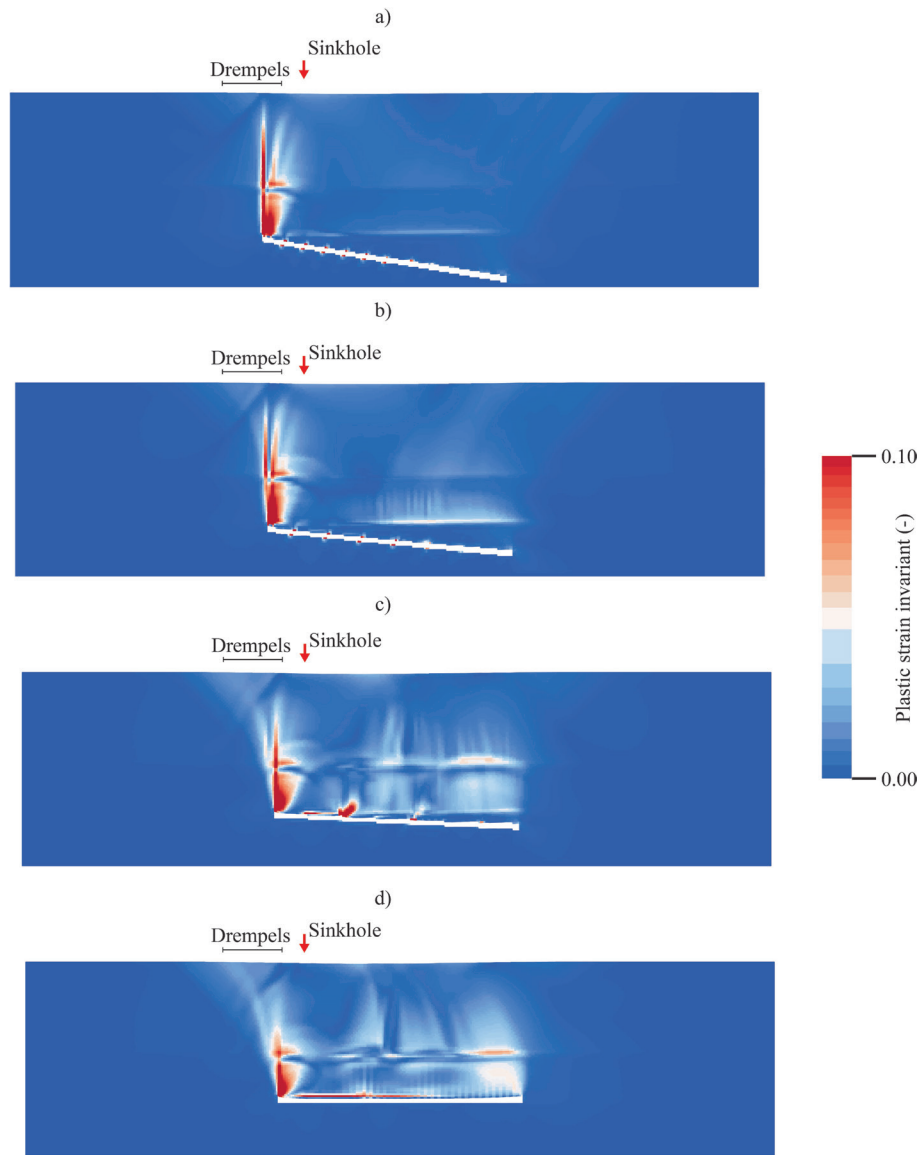 a)
Sinkhole
Drempels
b)
Sinkhole
Drempels
0.10
Plastic strain invariant (-)
0.00
c)
Sinkhole
Drempels
d)
Sinkhole
Drempels